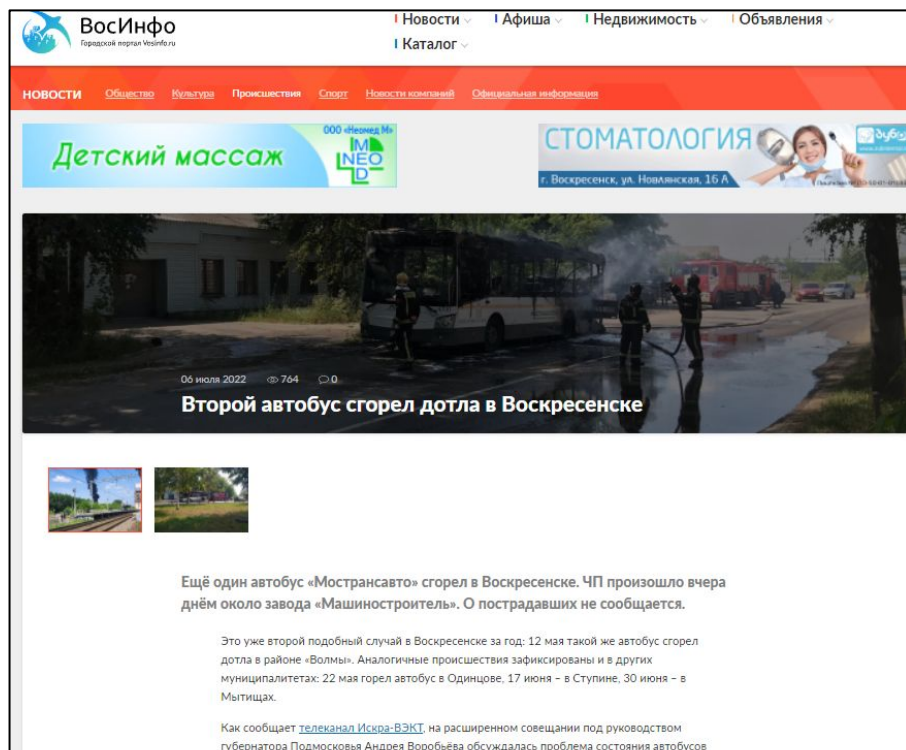 ВосИнфо
Городской портал Vosinfo.ru
Новости
Афиша
Недвижимость
Объявления
Каталог
НОВОСТИ Общество Культура Происшествия Спорт Новости компаний Официальная информация
ООО «Неомед М»
Детский массаж
M
NEO
D
СТОМАТОЛОГИЯ
г. Воскресенск, ул. Новлянская, 16 А
06 июля 2022 764 0
Второй автобус сгорел дотла в Воскресенске
Ещё один автобус «Мострансавто» сгорел в Воскресенске. ЧП произошло вчера
днём около завода «Машиностроитель». О пострадавших не сообщается.
Это уже второй подобный случай в Воскресенске за год: 12 мая такой же автобус сгорел
дотла в районе «Волмы». Аналогичные происшествия зафиксированы и в других
муниципалитетах: 22 мая горел автобус в Одинцове, 17 июня – в Ступине, 30 июня – в
Мытищах.
Как сообщает телеканал Искра-ВЭКТ, на расширенном совещании под руководством
губернатора Подмосковья Андрея Воробьёва обсуждалась проблема состояния автобусов